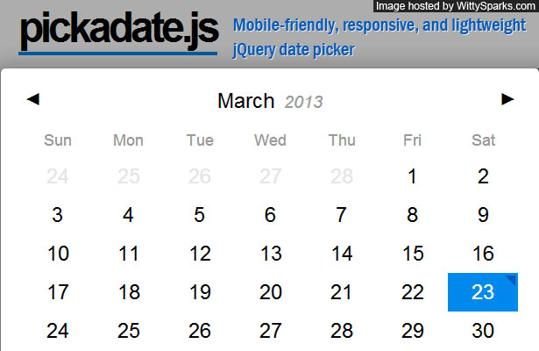 Image hosted by WittySparks.com
pickadate.js
Mobile-friendly, responsive, and lightweight
jQuery date picker
◀ March 2013 ▶
Sun Mon Tue Wed Thu Fri Sat
24 25 26 27 28 1 2
3 4 5 6 7 8 9
10 11 12 13 14 15 16
17 18 19 20 21 22 23
24 25 26 27 28 29 30